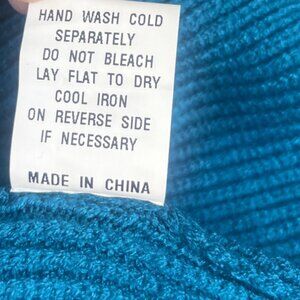 HAND WASH COLD
SEPARATELY
DO NOT BLEACH
LAY FLAT TO DRY
COOL IRON
ON REVERSE SIDE
IF NECESSARY
MADE IN CHINA